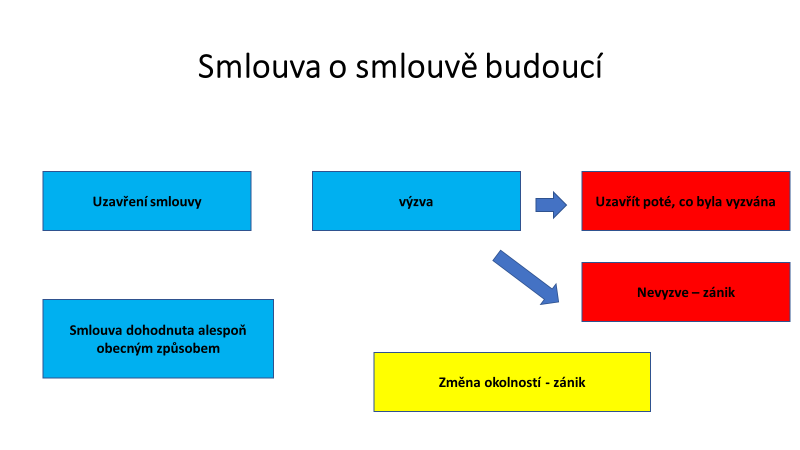 Smlouva o smlouvě budoucí
Uzavření smlouvy
výzva
Uzavřít poté, co byla vyzvána
Nevyzve – zánik
Smlouva dohodnuta alespoň
obecným způsobem
Změna okolností - zánik